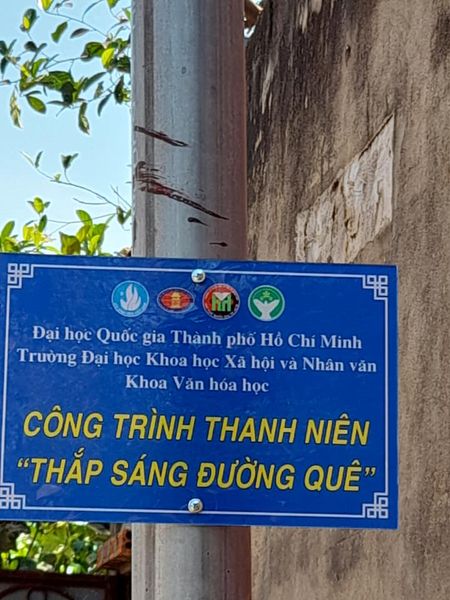 Đại học Quốc gia Thành phố Hồ Chí Minh
Trường Đại học Khoa học Xã hội và Nhân văn
Khoa Văn hóa học
CÔNG TRÌNH THANH NIÊN
“THẮP SÁNG ĐƯỜNG QUÊ”